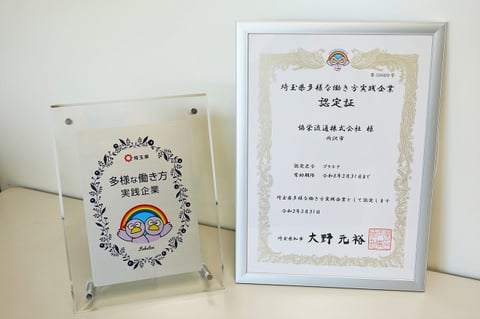 埼玉県
多様な働き方
実践企業
埼玉県多様な働き方実践企業
認定証
協栄流通株式会社 様
所沢市
認定区分 プラチナ
有効期限 令和8年3月31日まで
埼玉県多様な働き方実践企業として認定します
令和3年3月31日
埼玉県知事 大野 元裕